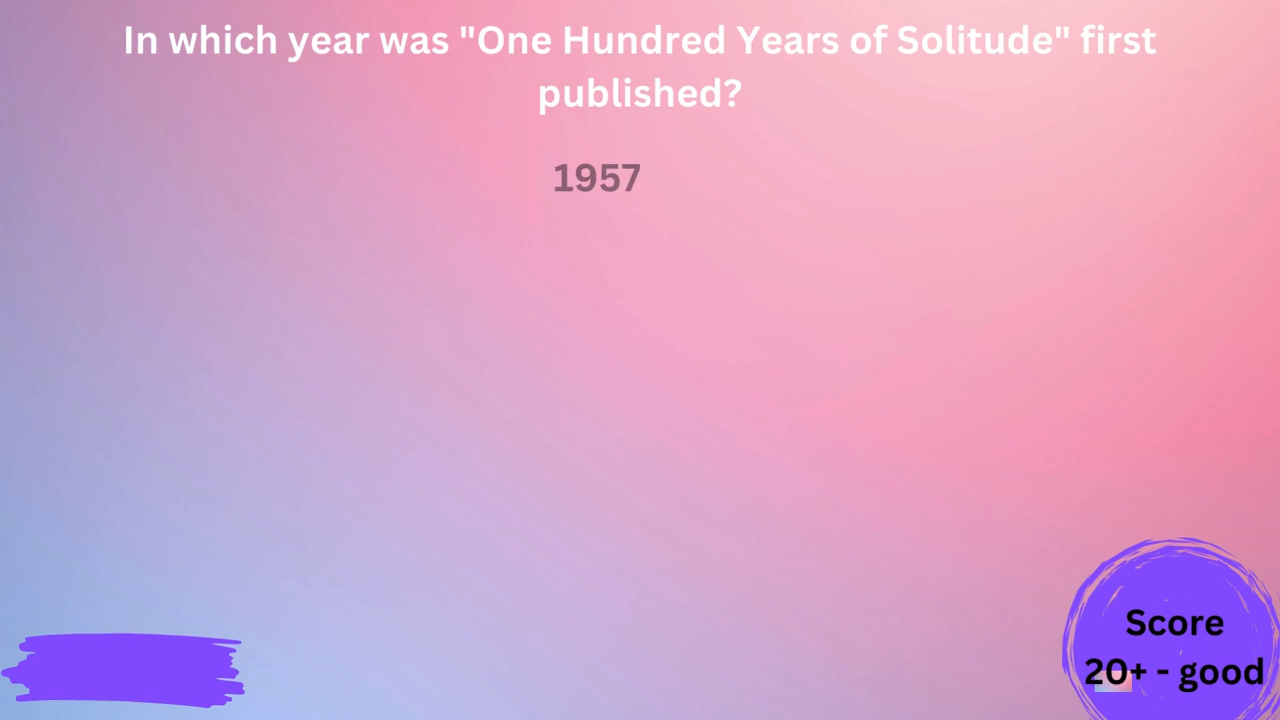 In which year was "One Hundred Years of Solitude" first
published?
1957
Score
20+ - good